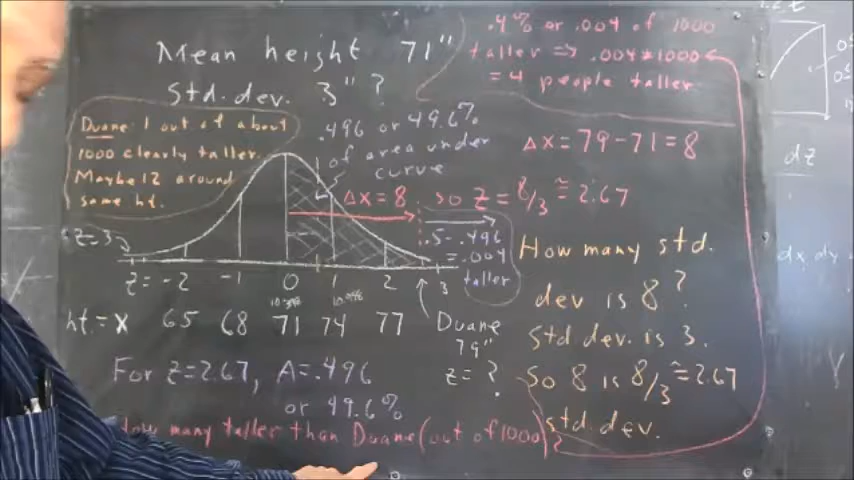 Mean height 71"
std. dev. 3" ?
.4% or .004 of 1000
taller => .004*1000
= 4 people taller
Duane: 1 out of about
1000 clearly taller.
Maybe 12 around
same ht.
.496 or 49.6%
of area under
curve
Δx = 79-71 = 8
Δx = 8 so z = 8/3 ≅ 2.67
z=3
.5-.496
= .004
taller
z= -2 -1 0 1 2 3
ht.= x 65 68 71 74 77
Duane
79"
z= ?
For z=2.67, A=.496
or 49.6%
How many taller than Duane (out of 1000)?
How many std.
dev is 8 ?
std dev. is 3.
So 8 is 8/3 ≅ 2.67
std. dev.
dz
dx, dy